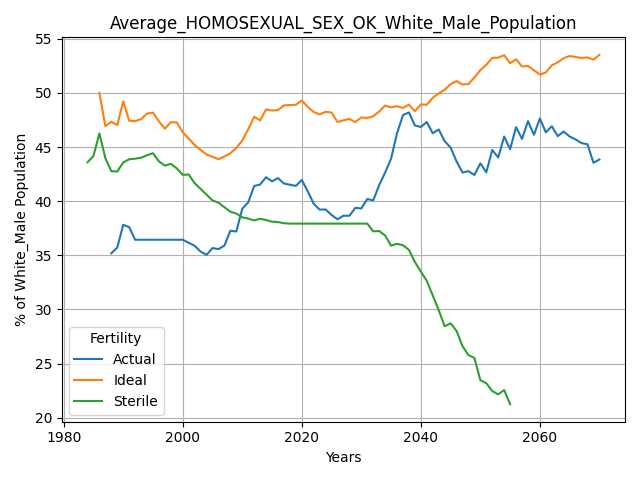 Average_HOMOSEXUAL_SEX_OK_White_Male_Population
% of White_Male Population
55
50
45
40
35
30
25
20
Fertility
Actual
Ideal
Sterile
1980 2000 2020 2040 2060
Years